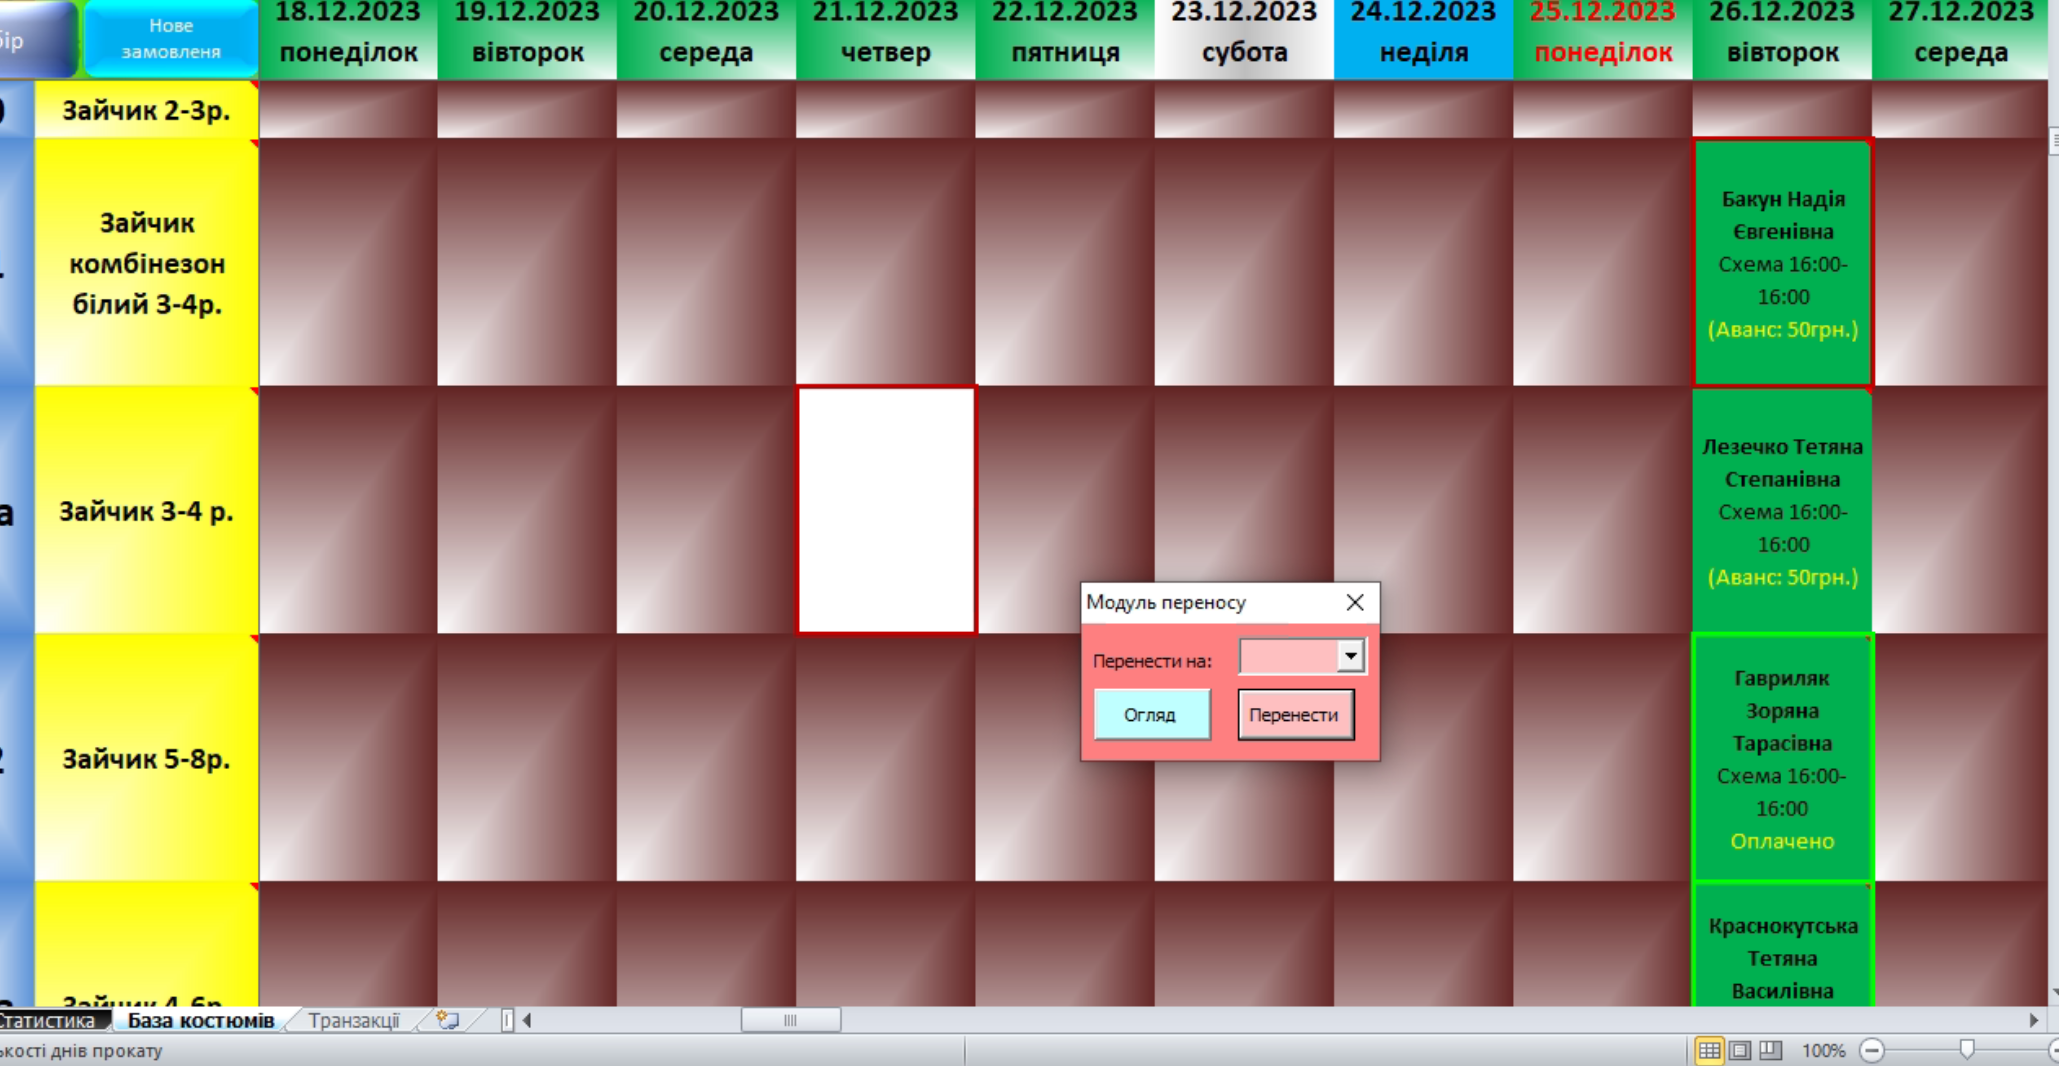 Нове
замовленя
18.12.2023
понеділок
19.12.2023
вівторок
20.12.2023
середа
21.12.2023
четвер
22.12.2023
пятниця
23.12.2023
субота
24.12.2023
неділя
25.12.2023
понеділок
26.12.2023
вівторок
27.12.2023
середа
Зайчик 2-3р.
Зайчик
комбінезон
білий 3-4р.
Бакун Надія
Євгенівна
Схема 16:00-
16:00
(Аванс: 50грн.)
Зайчик 3-4 р.
Лезечко Тетяна
Степанівна
Схема 16:00-
16:00
(Аванс: 50грн.)
Модуль переносу
Перенести на:
Огляд
Перенести
Зайчик 5-8р.
Гавриляк
Зоряна
Тарасівна
Схема 16:00-
16:00
Оплачено
Зайчик 4-6р.
Краснокутська
Тетяна
Василівна
Статистика
База костюмів
Транзакції
днів прокату
100%